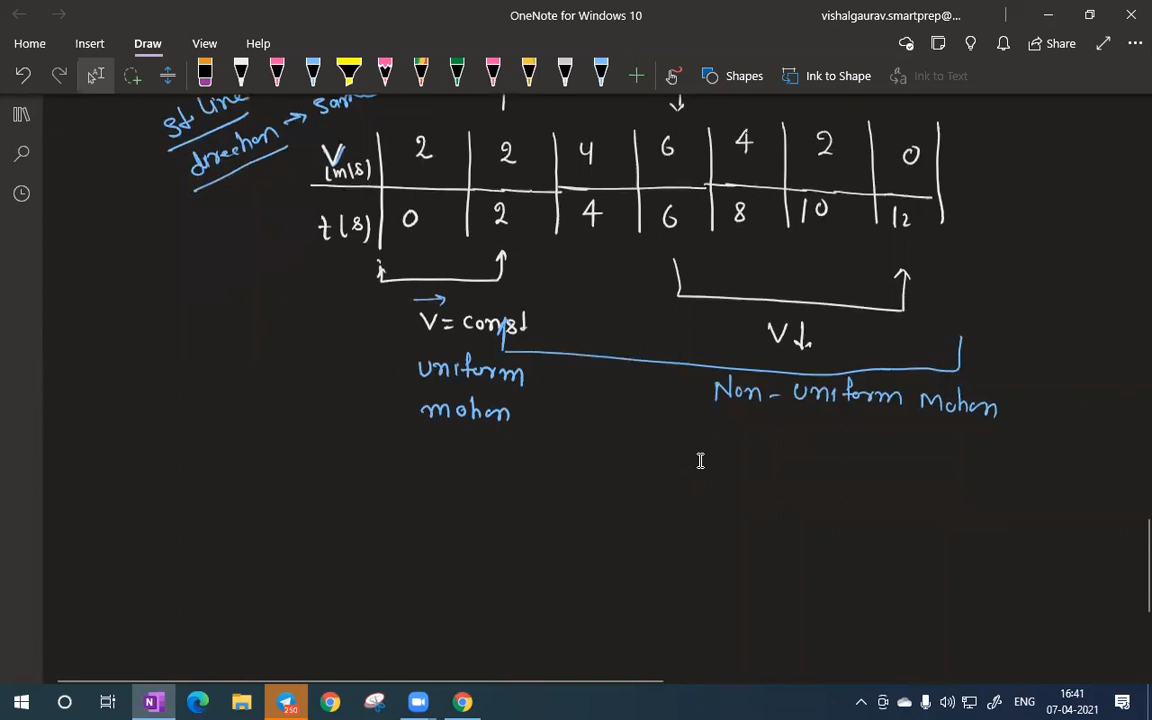 OneNote for Windows 10
vishalgaurav.smartprep@...
Home Insert Draw View Help
Share
Shapes
Ink to Shape
Ink to Text
st. line
direction →
V (m/s) 2 2 4 6 4 2 0
t (s) 0 2 4 6 8 10 12
V = const
V↓
uniform
motion
Non - uniform Motion
250
ENG
16:41
07-04-2021